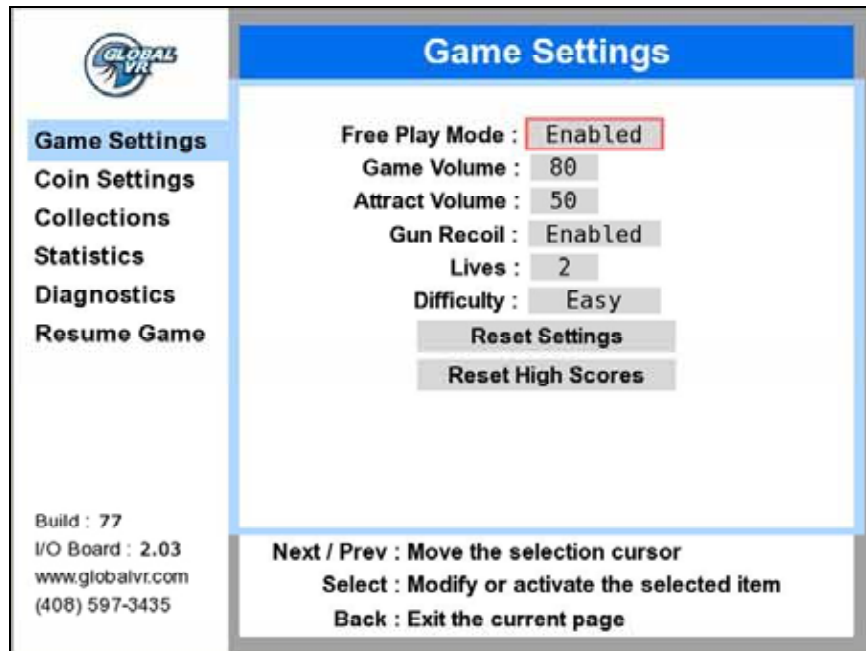 GLOBAL
VR
Game Settings
Coin Settings
Collections
Statistics
Diagnostics
Resume Game
Build : 77
I/O Board : 2.03
www.globalvr.com
(408) 597-3435
Game Settings
Free Play Mode : Enabled
Game Volume : 80
Attract Volume : 50
Gun Recoil : Enabled
Lives : 2
Difficulty : Easy
Reset Settings
Reset High Scores
Next / Prev : Move the selection cursor
Select : Modify or activate the selected item
Back : Exit the current page